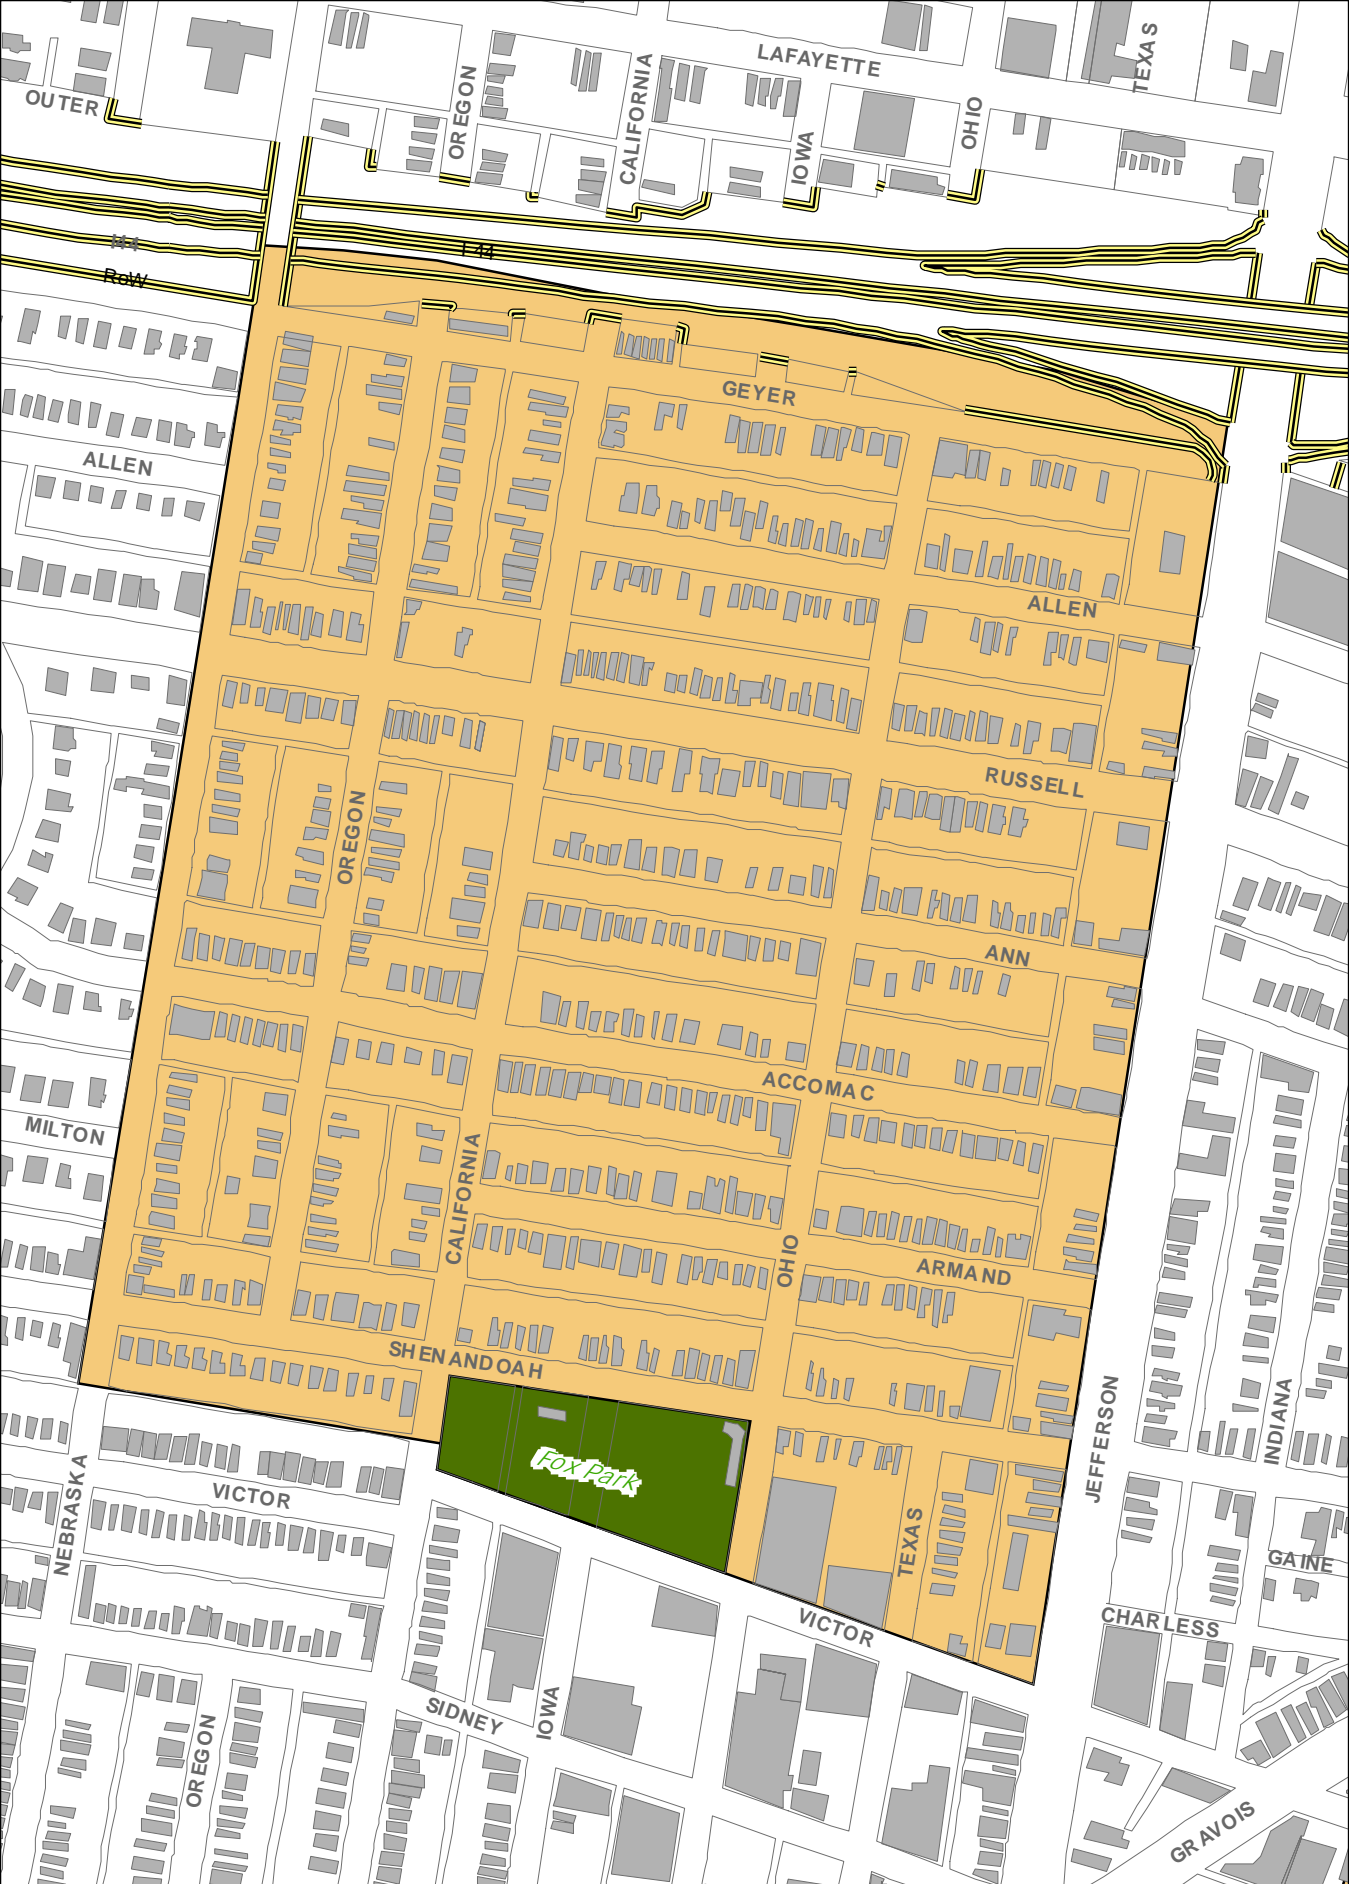 TEXAS
LAFAYETTE
OREGON
CALIFORNIA
OUTER
OHIO
IOWA
I44
I-44
RoW
GEYER
ALLEN
ALLEN
RUSSELL
OREGON
ANN
ACCOMAC
MILTON
CALIFORNIA
OHIO
ARMAND
SHENANDOAH
JEFFERSON
INDIANA
Fox Park
NEBRASKA
VICTOR
TEXAS
GAINE
VICTOR
CHARLESS
SIDNEY
IOWA
OREGON
GRAVOIS